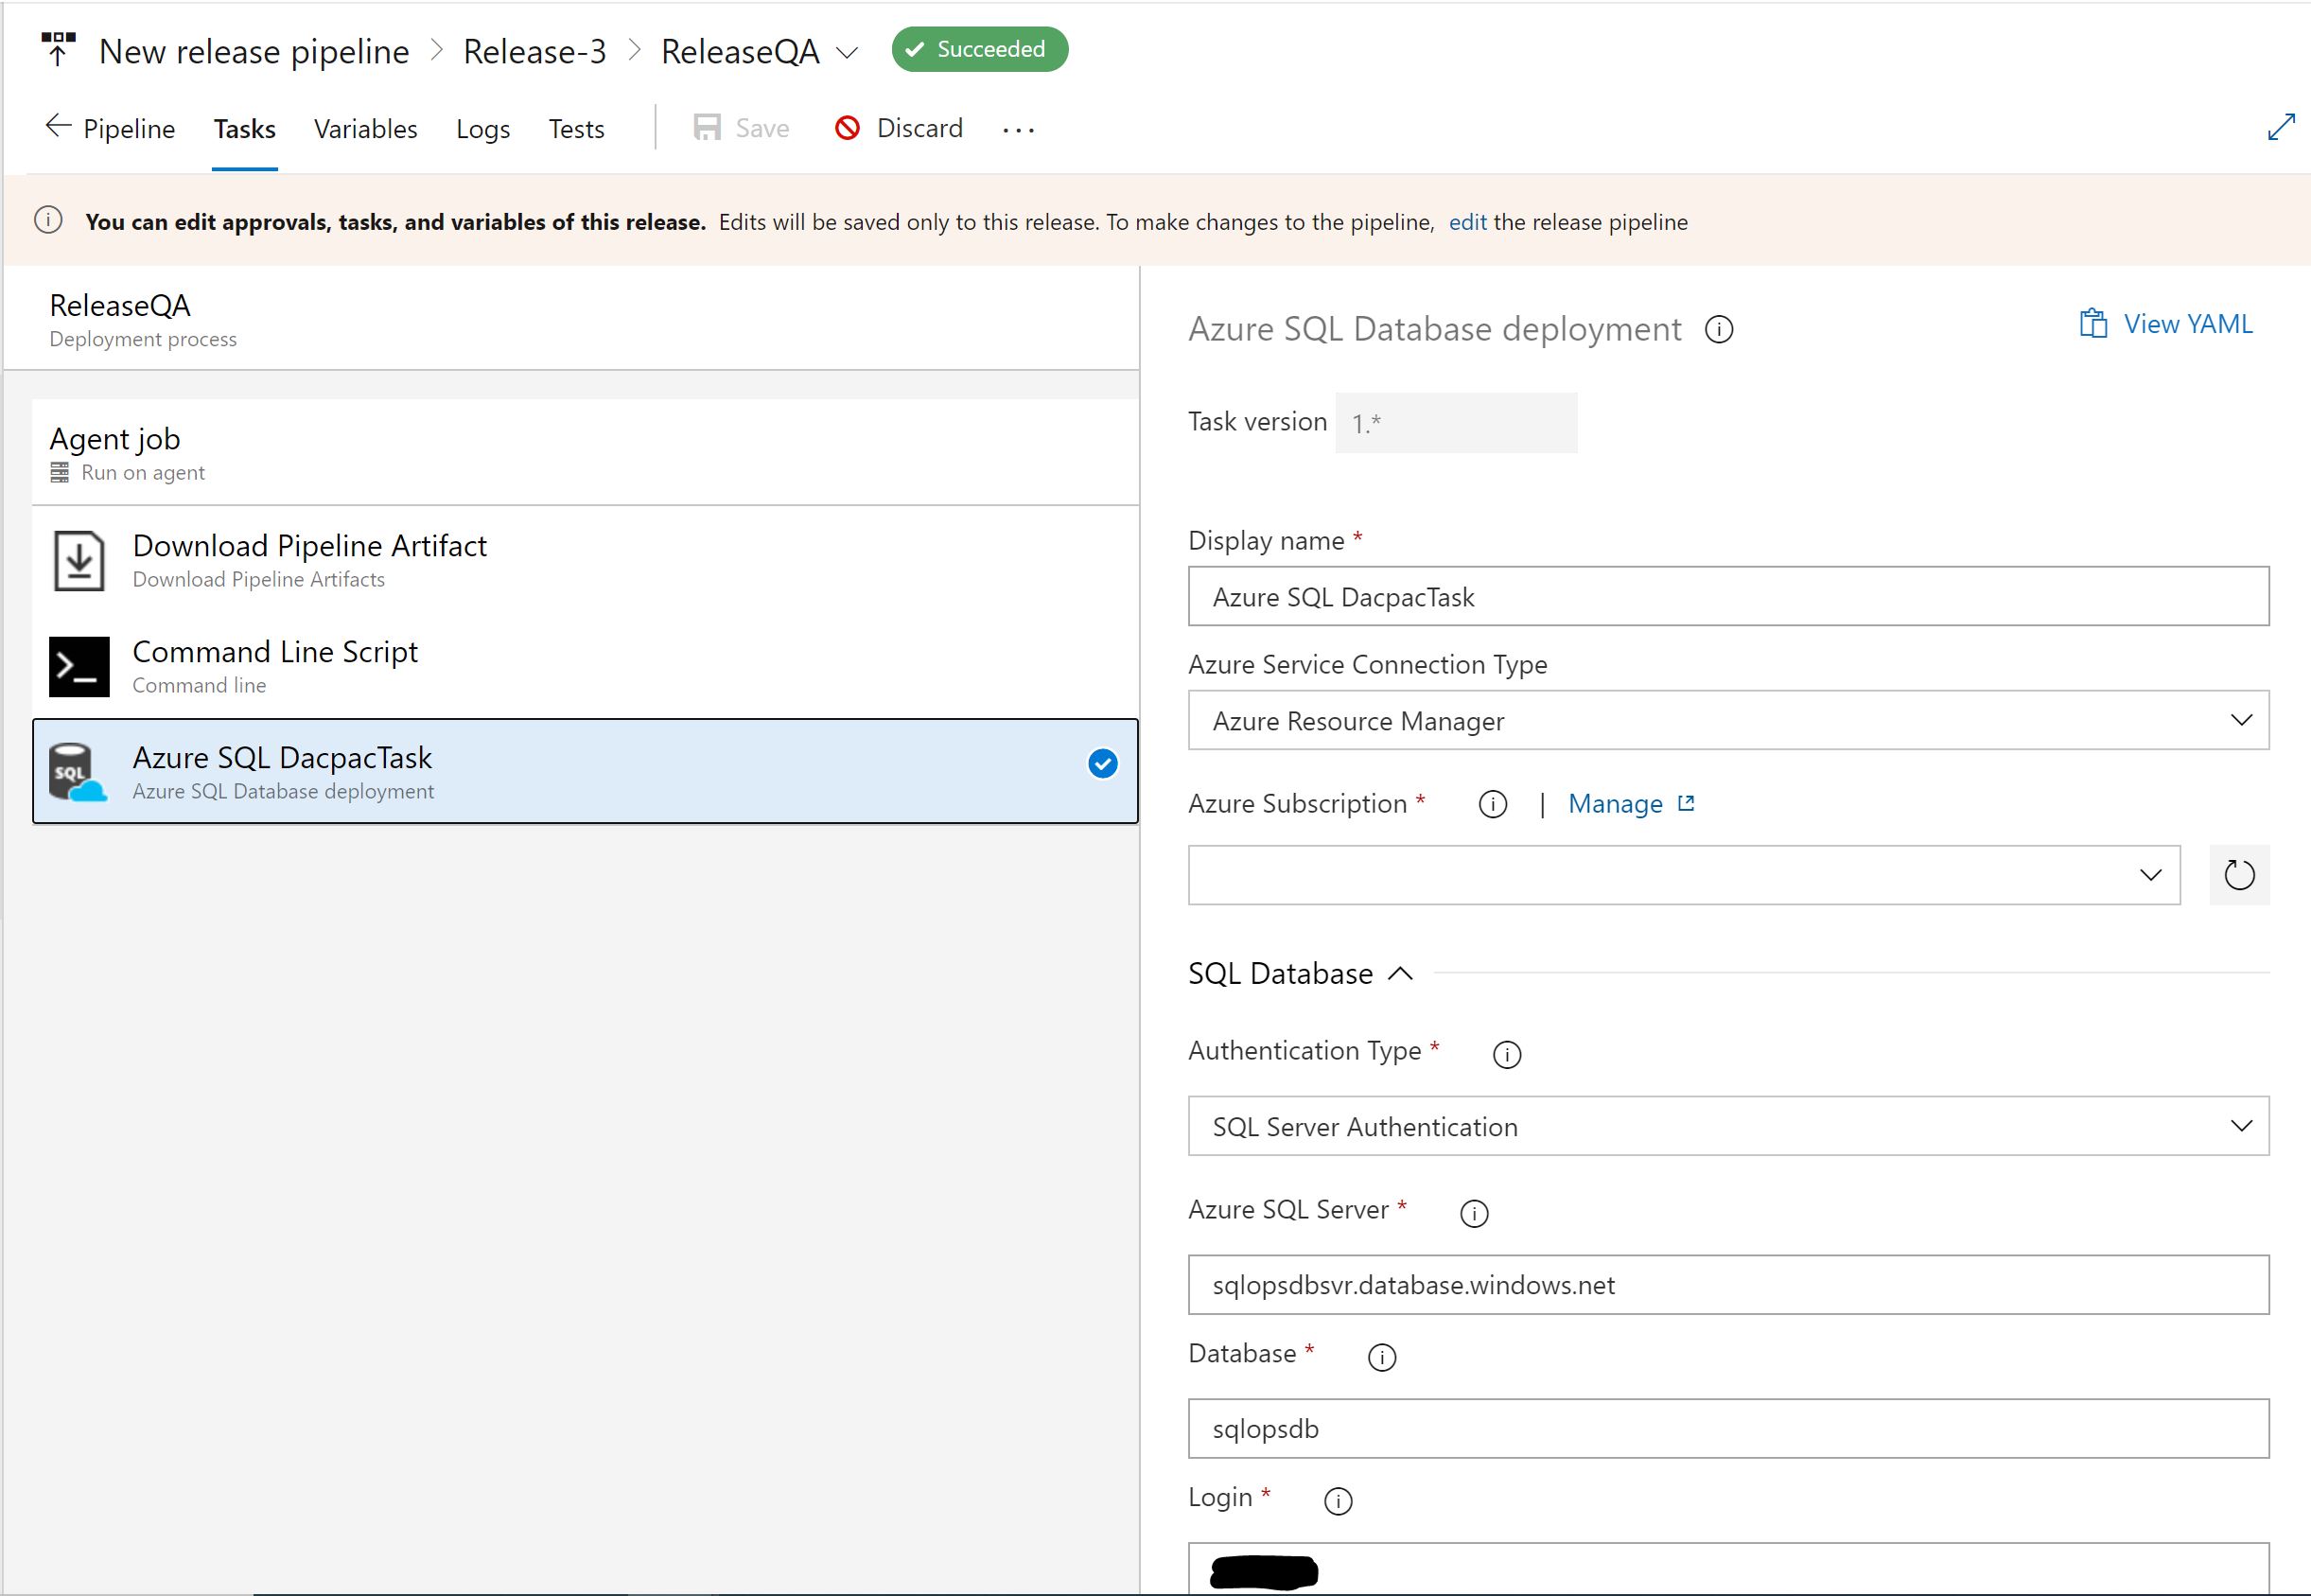 New release pipeline > Release-3 > ReleaseQA Succeeded
Pipeline Tasks Variables Logs Tests Save Discard ...
You can edit approvals, tasks, and variables of this release. Edits will be saved only to this release. To make changes to the pipeline, edit the release pipeline
ReleaseQA
Deployment process
Agent job
Run on agent
Download Pipeline Artifact
Download Pipeline Artifacts
Command Line Script
Command line
SQL
Azure SQL DacpacTask
Azure SQL Database deployment
Azure SQL Database deployment
View YAML
Task version 1.*
Display name *
Azure SQL DacpacTask
Azure Service Connection Type
Azure Resource Manager
Azure Subscription * | Manage
SQL Database
Authentication Type *
SQL Server Authentication
Azure SQL Server *
sqlopsdbsvr.database.windows.net
Database *
sqlopsdb
Login *